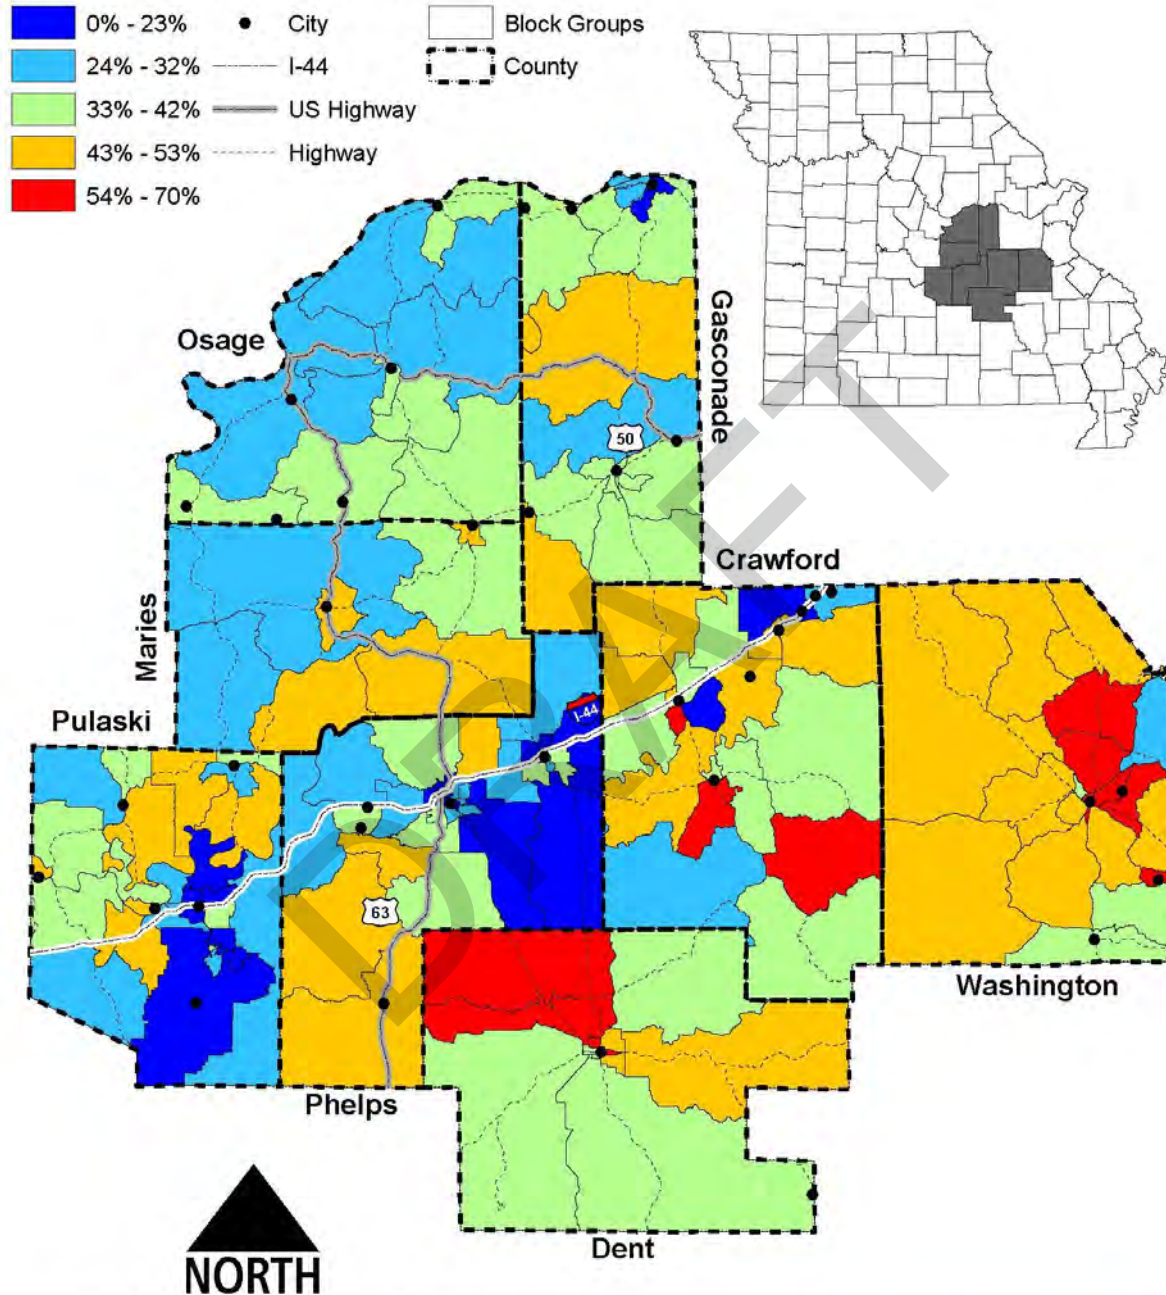 0% - 23%
24% - 32%
33% - 42%
43% - 53%
54% - 70%
City
I-44
US Highway
Highway
Block Groups
County
Osage
Gasconade
50
Crawford
Maries
Pulaski
I-44
63
Washington
Phelps
Dent
NORTH
DRAFT